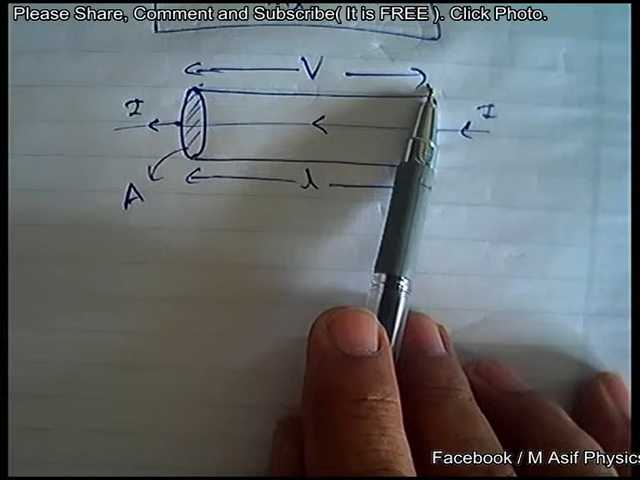 Please Share, Comment and Subscribe( It is FREE ). Click Photo.
V
I
I
A
Facebook / M Asif Physics